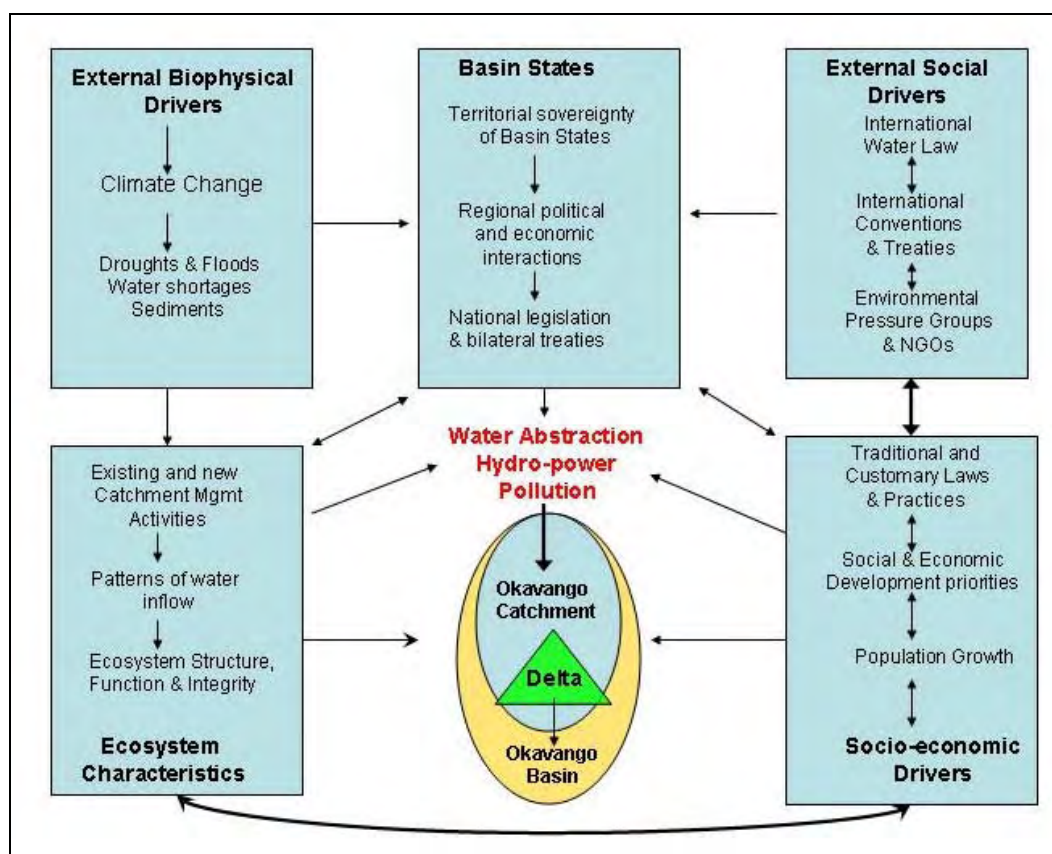 External Biophysical
Drivers
Climate Change
Droughts & Floods
Water shortages
Sediments
Basin States
Territorial sovereignty
of Basin States
Regional political
and economic
interactions
National legislation
& bilateral treaties
External Social
Drivers
International
Water Law
International
Conventions
& Treaties
Environmental
Pressure Groups
& NGOs
Existing and new
Catchment Mgmt
Activities
Patterns of water
inflow
Ecosystem Structure,
Function & Integrity
Ecosystem
Characteristics
Water Abstraction
Hydro-power
Pollution
Okavango
Catchment
Delta
Okavango
Basin
Traditional and
Customary Laws
& Practices
Social & Economic
Development priorities
Population Growth
Socio-economic
Drivers